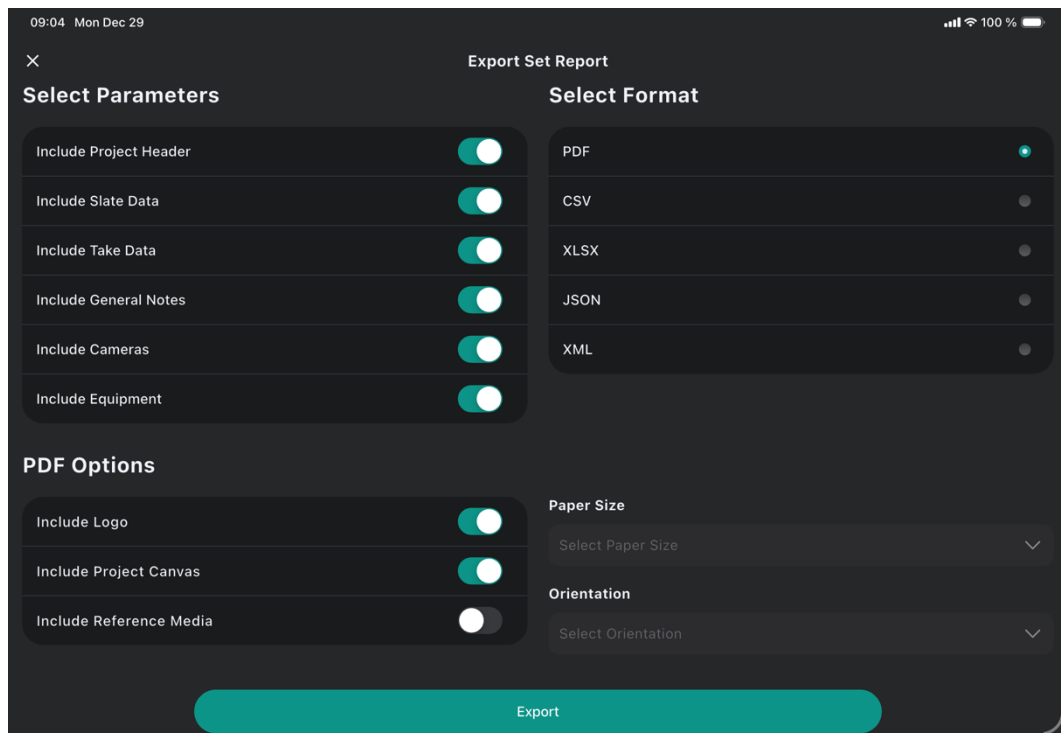 09:04 Mon Dec 29
100 %
Export Set Report
Select Parameters
Include Project Header
Include Slate Data
Include Take Data
Include General Notes
Include Cameras
Include Equipment
Select Format
PDF
CSV
XLSX
JSON
XML
PDF Options
Include Logo
Include Project Canvas
Include Reference Media
Paper Size
Select Paper Size
Orientation
Select Orientation
Export